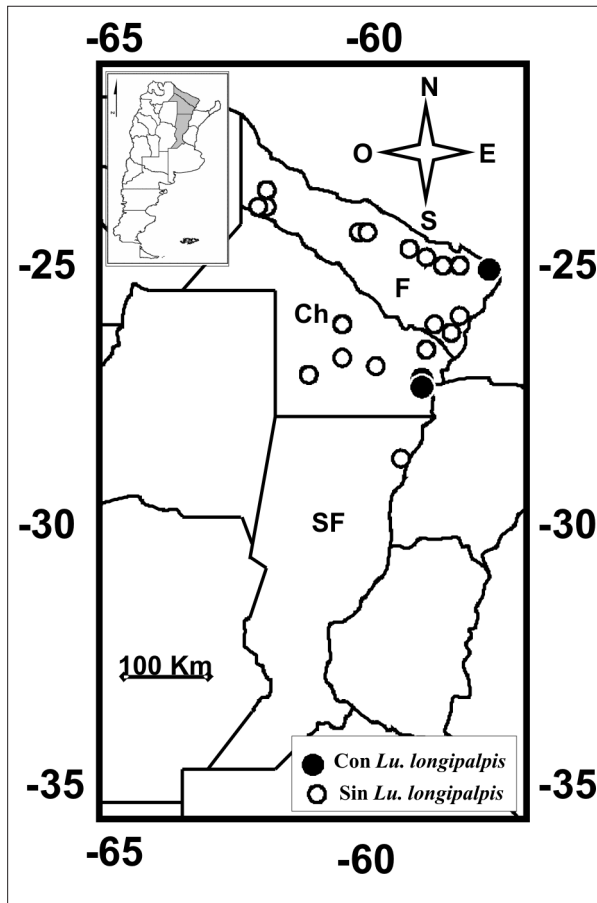 -65 -60
N
O E
S
-25 -25
F
Ch
-30 -30
SF
100 Km
Con Lu. longipalpis
Sin Lu. longipalpis
-35 -35
-65 -60